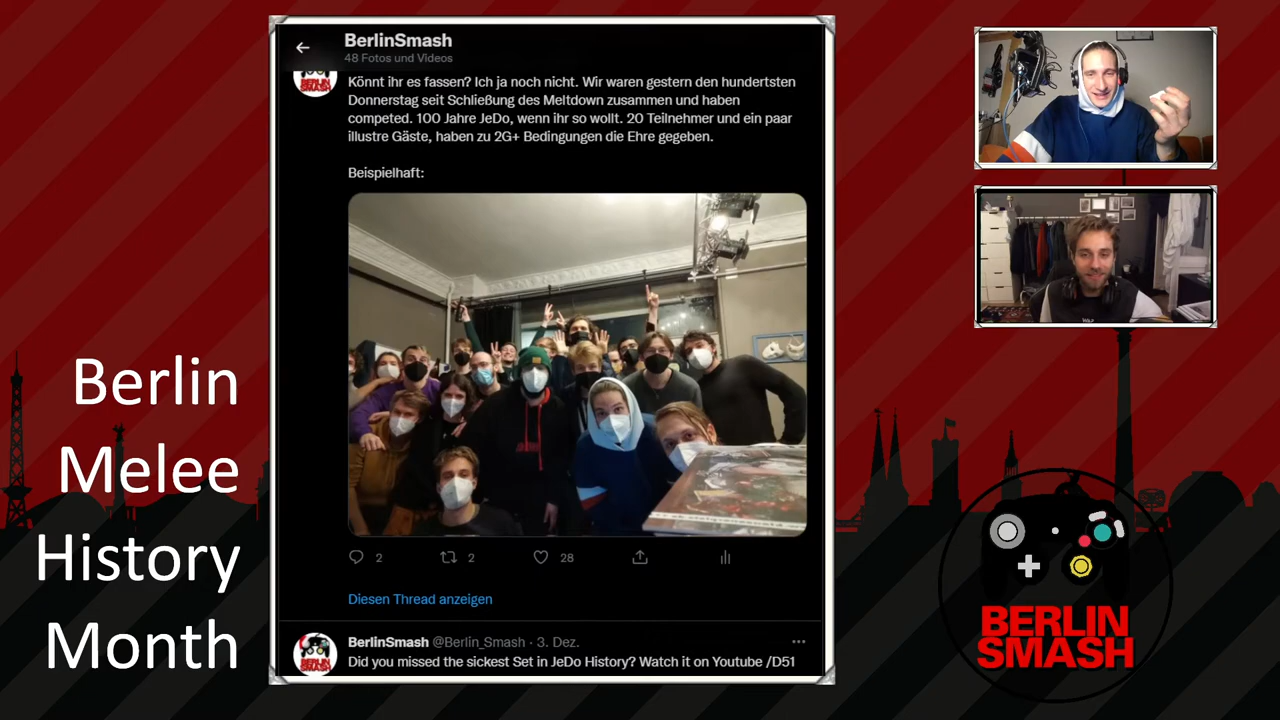 BerlinSmash
48 Fotos und Videos
Könnt ihr es fassen? Ich ja noch nicht. Wir waren gestern den hundertsten
Donnerstag seit Schließung des Meltdown zusammen und haben
competed. 100 Jahre JeDo, wenn ihr so wollt. 20 Teilnehmer und ein paar
illustre Gäste, haben zu 2G+ Bedingungen die Ehre gegeben.
Beispielhaft:
2
2
28
Diesen Thread anzeigen
BerlinSmash @Berlin_Smash · 3. Dez.
Did you missed the sickest Set in JeDo History? Watch it on Youtube /D51
Berlin
Melee
History
Month
BERLIN
SMASH